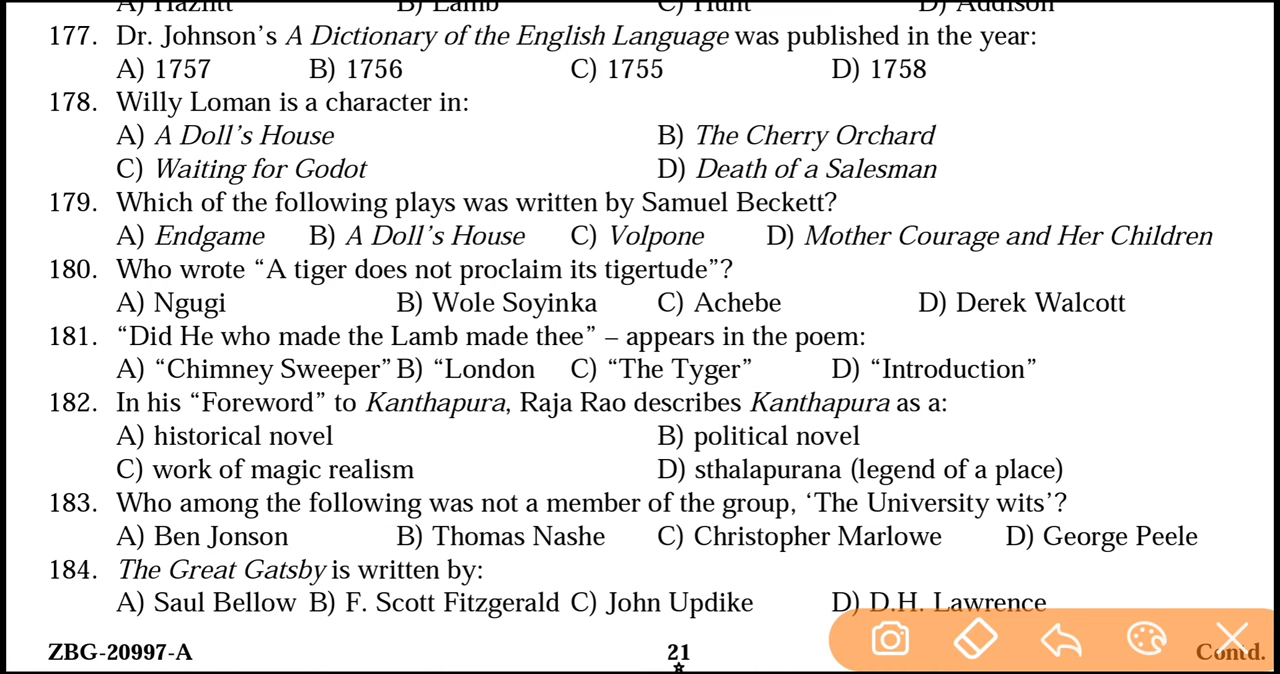 A) Hazlitt B) Lamb C) Hunt D) Addison
177. Dr. Johnson’s A Dictionary of the English Language was published in the year:
A) 1757 B) 1756 C) 1755 D) 1758
178. Willy Loman is a character in:
A) A Doll’s House B) The Cherry Orchard
C) Waiting for Godot D) Death of a Salesman
179. Which of the following plays was written by Samuel Beckett?
A) Endgame B) A Doll’s House C) Volpone D) Mother Courage and Her Children
180. Who wrote “A tiger does not proclaim its tigertude”?
A) Ngugi B) Wole Soyinka C) Achebe D) Derek Walcott
181. “Did He who made the Lamb made thee” – appears in the poem:
A) “Chimney Sweeper” B) “London C) “The Tyger” D) “Introduction”
182. In his “Foreword” to Kanthapura, Raja Rao describes Kanthapura as a:
A) historical novel B) political novel
C) work of magic realism D) sthalapurana (legend of a place)
183. Who among the following was not a member of the group, ‘The University wits’?
A) Ben Jonson B) Thomas Nashe C) Christopher Marlowe D) George Peele
184. The Great Gatsby is written by:
A) Saul Bellow B) F. Scott Fitzgerald C) John Updike D) D.H. Lawrence
ZBG-20997-A 21 Contd.